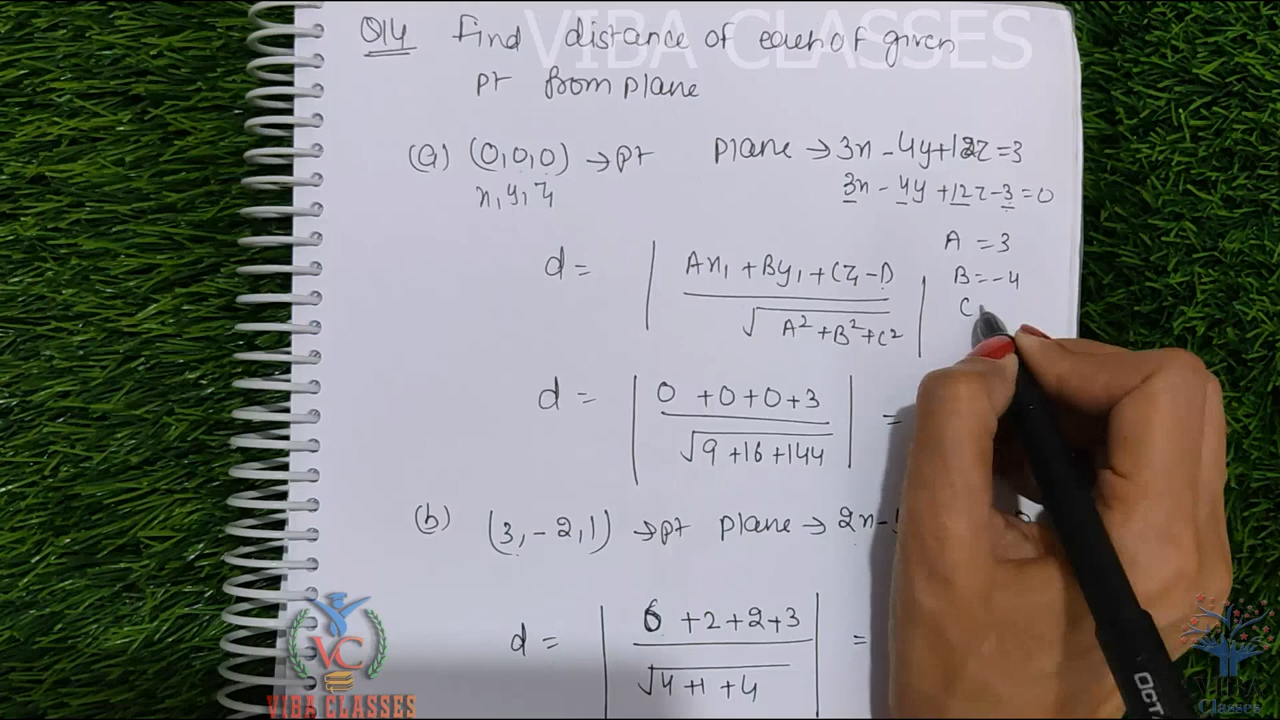 VIBA CLASSES
Q14 Find distance of each of given
pt from plane
(a) (0,0,0) → pt plane → 3x - 4y + 12z = 3
x, y, z 3x - 4y + 12z - 3 = 0
A = 3
d = | Ax₁ + By₁ + Cz₁ - D / √A² + B² + C² | B = -4
C
d = | 0 + 0 + 0 + 3 / √9 + 16 + 144 | =
(b) (3, -2, 1) → pt plane → 2x -
d = | 6 + 2 + 2 + 3 / √4 + 1 + 4 | =
VC
VIBA CLASSES
VIBA
Classes
OCT